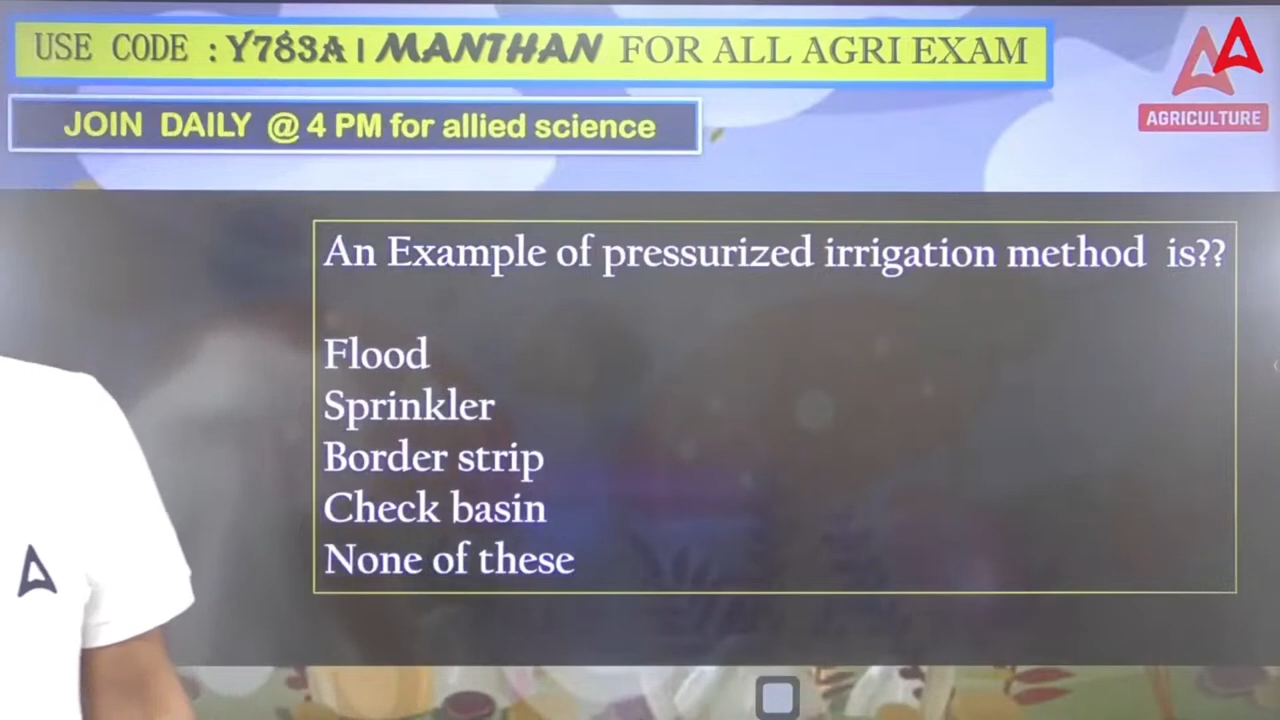 USE CODE : Y783A | MANTHAN FOR ALL AGRI EXAM
JOIN DAILY @ 4 PM for allied science
AGRICULTURE
An Example of pressurized irrigation method is??
Flood
Sprinkler
Border strip
Check basin
None of these